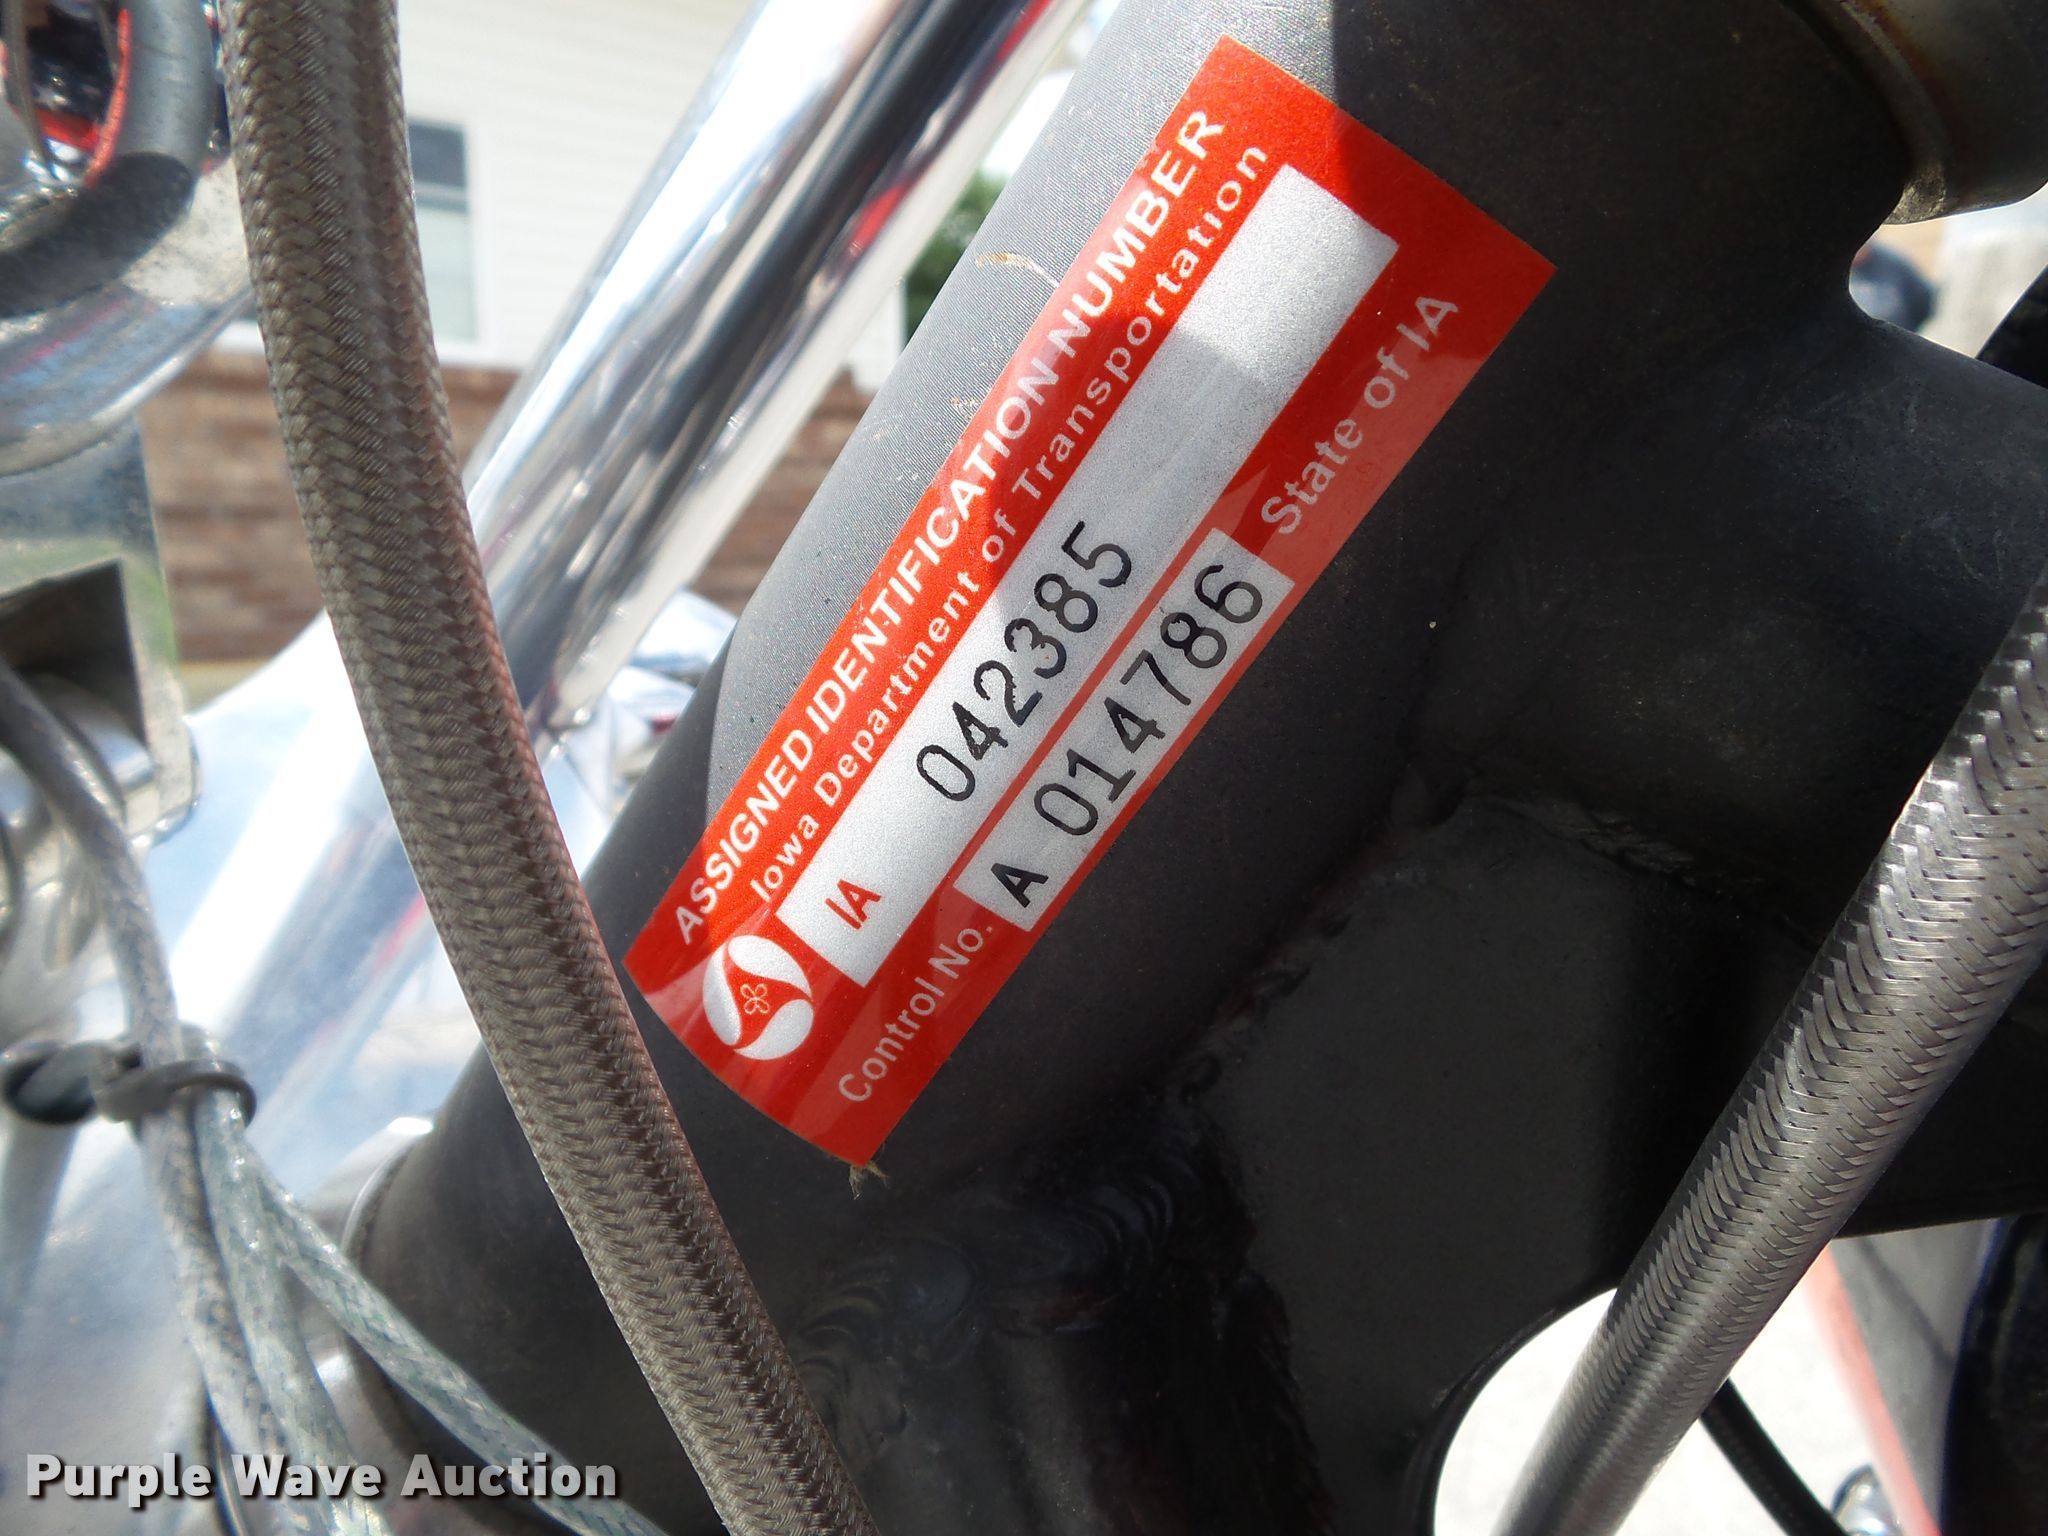 ASSIGNED IDENTIFICATION NUMBER
Iowa Department of Transportation
IA 042385
Control No. A 014786 State of IA
Purple Wave Auction